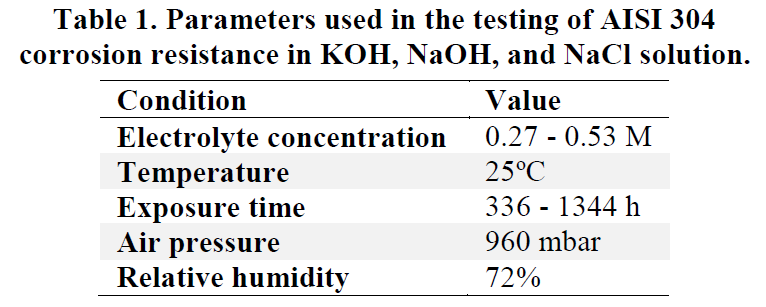 Table 1. Parameters used in the testing of AISI 304
corrosion resistance in KOH, NaOH, and NaCl solution.
Condition Value
Electrolyte concentration 0.27 - 0.53 M
Temperature 25ºC
Exposure time 336 - 1344 h
Air pressure 960 mbar
Relative humidity 72%